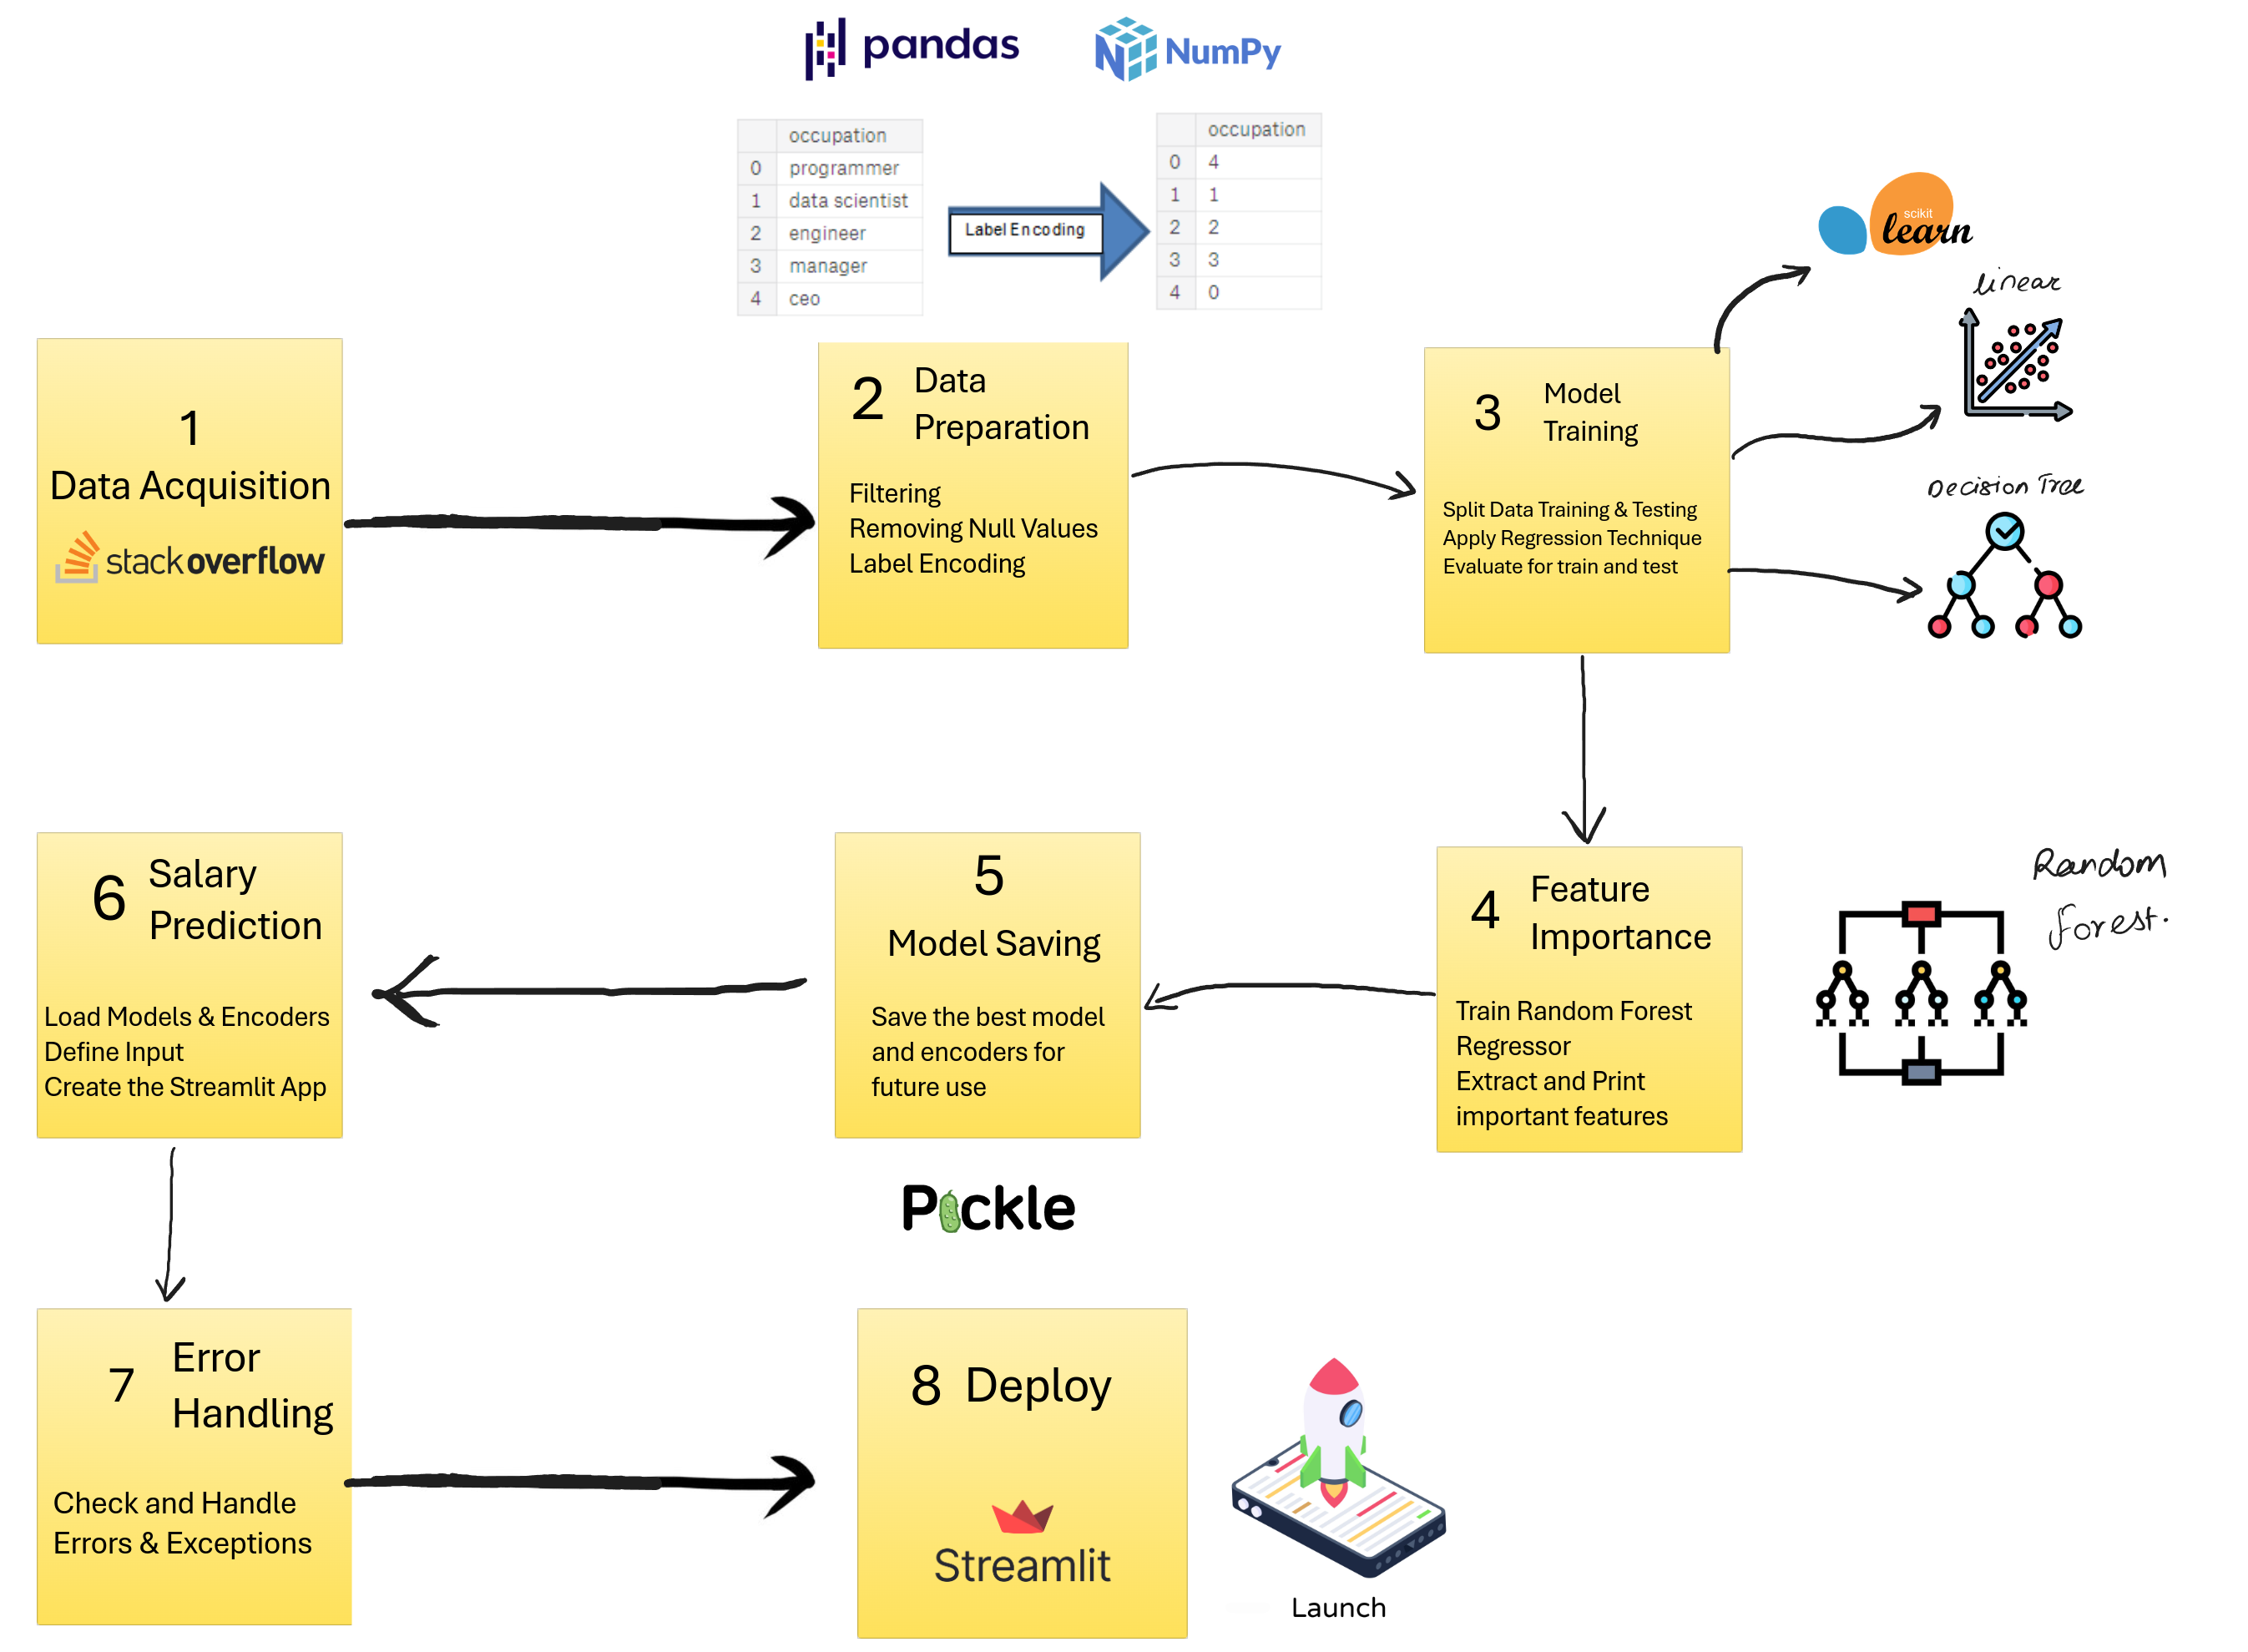 pandas
NumPy
occupation
0 programmer
1 data scientist
2 engineer
3 manager
4 ceo
Label Encoding
occupation
0 4
1 1
2 2
3 3
4 0
scikit
learn
linear
Decision Tree
1
Data Acquisition
stackoverflow
2 Data
Preparation
Filtering
Removing Null Values
Label Encoding
3 Model
Training
Split Data Training & Testing
Apply Regression Technique
Evaluate for train and test
4 Feature
Importance
Train Random Forest
Regressor
Extract and Print
important features
Random
forest.
5
Model Saving
Save the best model
and encoders for
future use
Pickle
6 Salary
Prediction
Load Models & Encoders
Define Input
Create the Streamlit App
7 Error
Handling
Check and Handle
Errors & Exceptions
8 Deploy
Streamlit
Launch